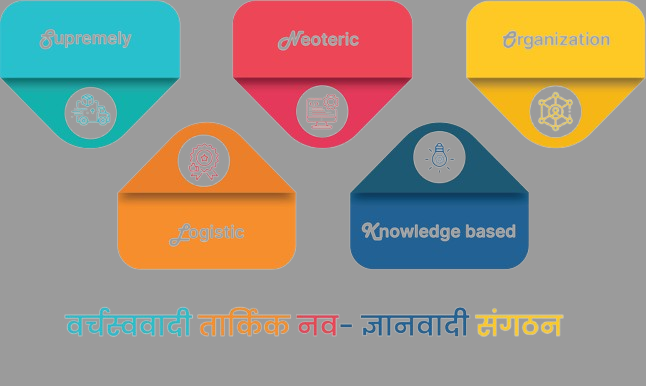 Supremely
Neoteric
Organization
Logistic
Knowledge based
वर्चस्ववादी तार्किक नव- ज्ञानवादी संगठन